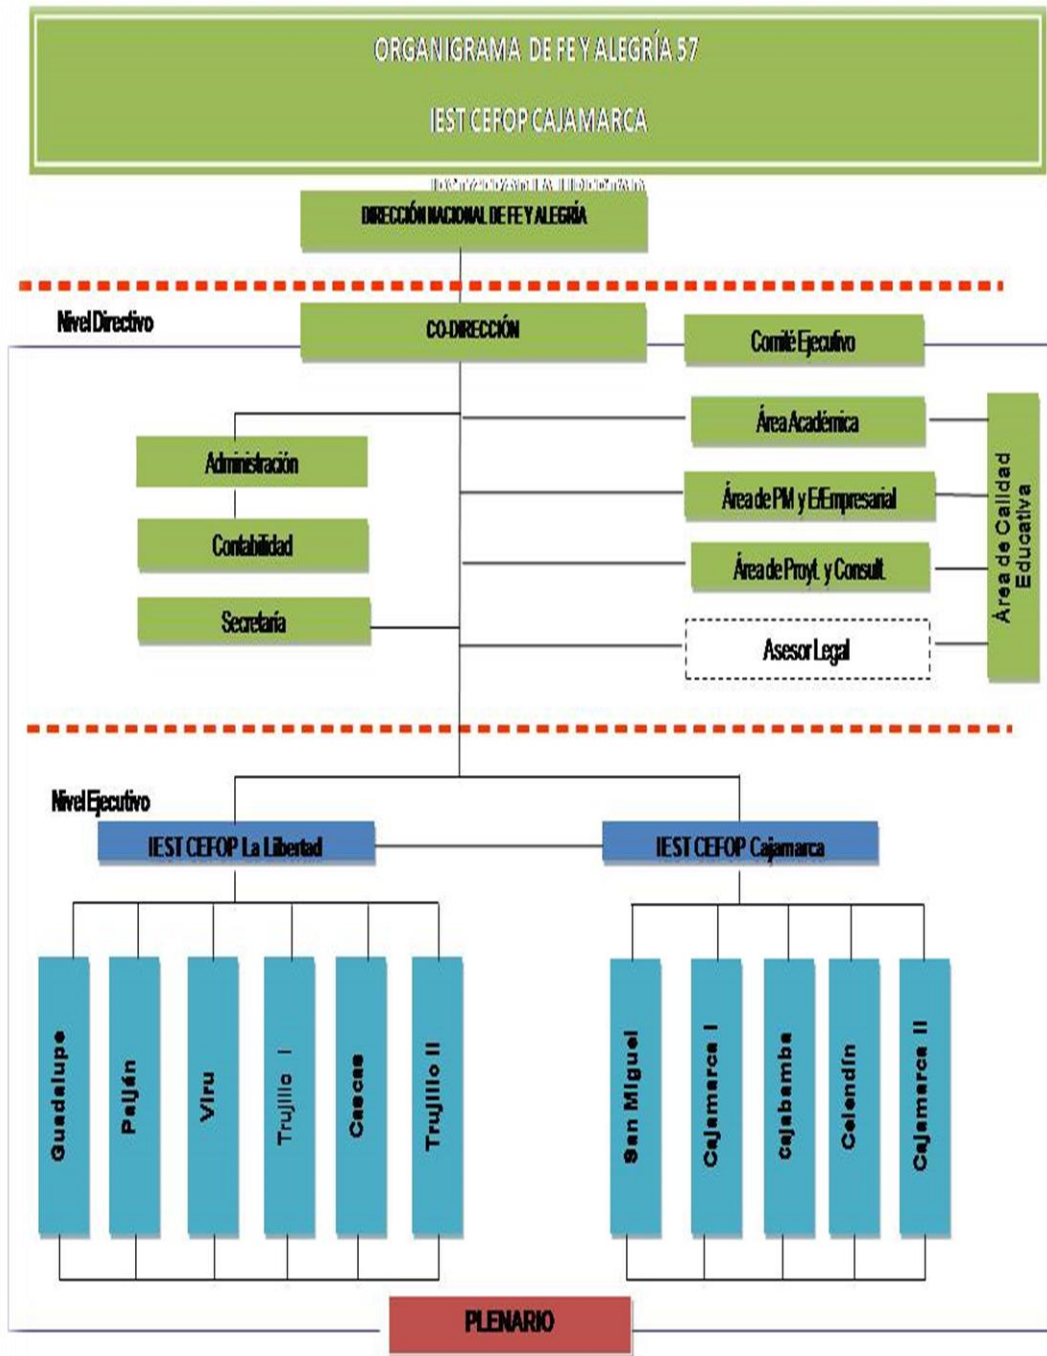 ORGANIGRAMA DE FE Y ALEGRÍA 57
IEST CEFOP CAJAMARCA
DIRECCIÓN NACIONAL DE FE Y ALEGRÍA
Nivel Directivo
CO-DIRECCIÓN
Comité Ejecutivo
Área Académica
Administración
Área de PM y E/Empresarial
Contabilidad
Área de Proyt. y Consult.
Secretaría
Asesor Legal
Área de Calidad
Educativa
Nivel Ejecutivo
IEST CEFOP La Libertad
IEST CEFOP Cajamarca
Guadalupe
Paiján
Viru
Trujillo I
Cascas
Trujillo II
San Miguel
Cajamarca I
Cajabamba
Celendín
Cajamarca II
PLENARIO